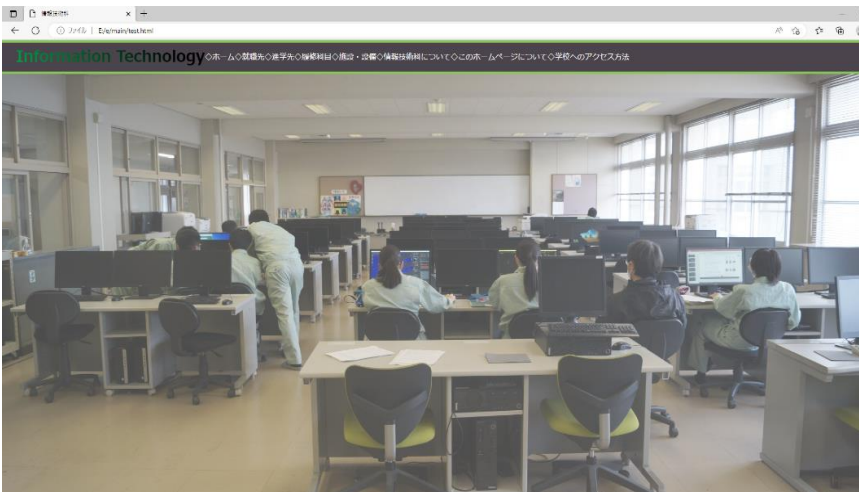 情報技術科
ファイル | E:/e/main/test.html
Information Technology◇ホーム◇就職先◇進学先◇履修科目◇施設・設備◇情報技術科について◇このホームページについて◇学校へのアクセス方法